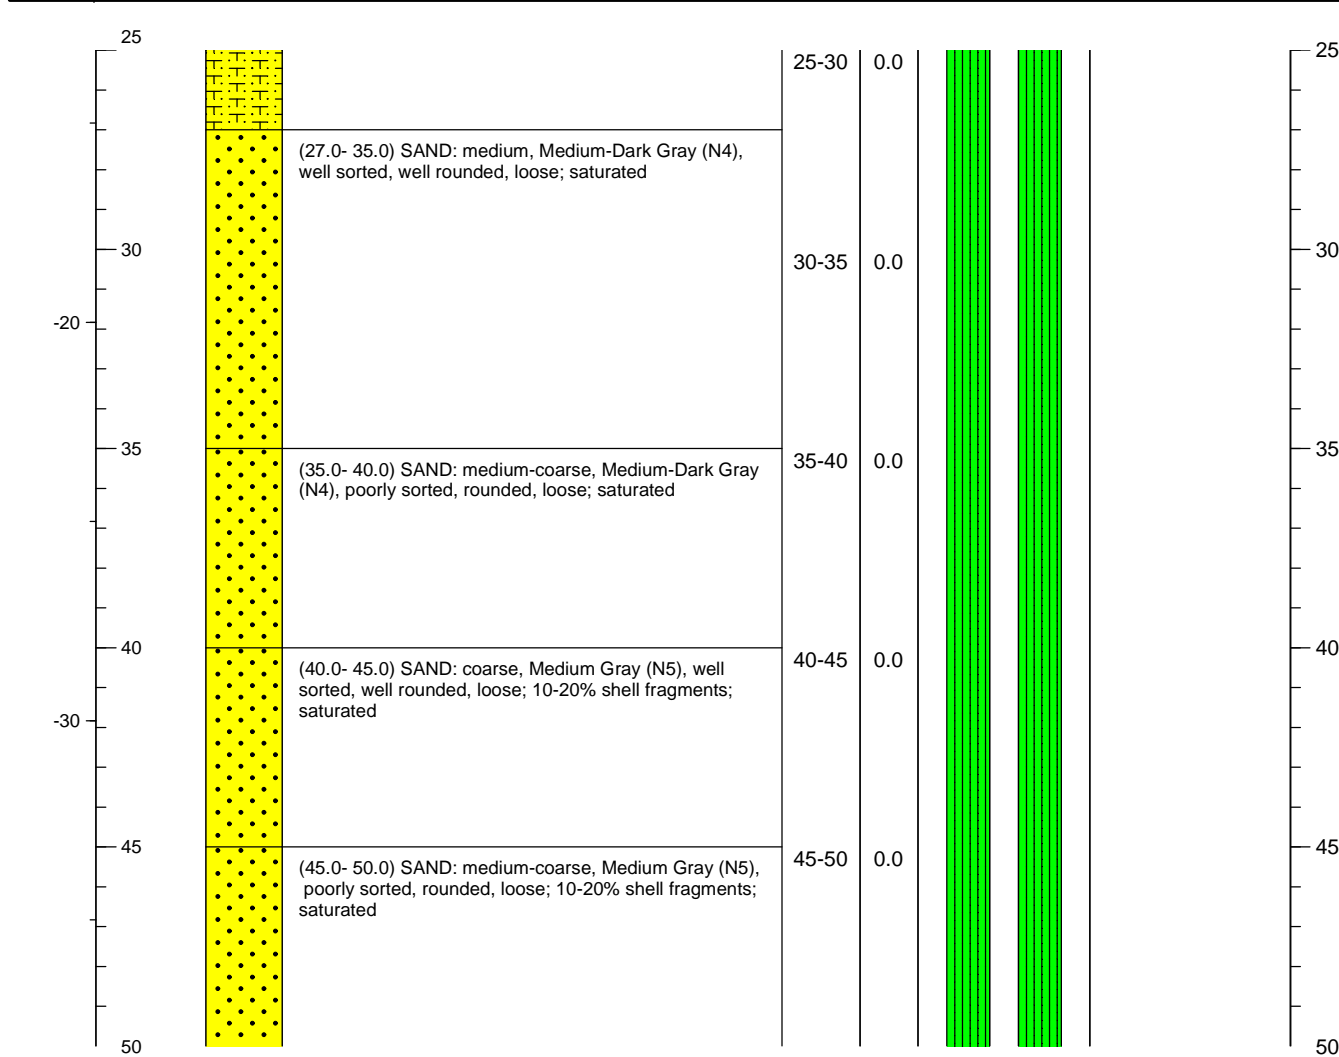 25
25-30 0.0
25
(27.0- 35.0) SAND: medium, Medium-Dark Gray (N4),
well sorted, well rounded, loose; saturated
30
30-35 0.0
30
-20
35
35-40 0.0
35
(35.0- 40.0) SAND: medium-coarse, Medium-Dark Gray
(N4), poorly sorted, rounded, loose; saturated
40
40-45 0.0
40
(40.0- 45.0) SAND: coarse, Medium Gray (N5), well
sorted, well rounded, loose; 10-20% shell fragments;
saturated
-30
45
45-50 0.0
45
(45.0- 50.0) SAND: medium-coarse, Medium Gray (N5),
poorly sorted, rounded, loose; 10-20% shell fragments;
saturated
50
50